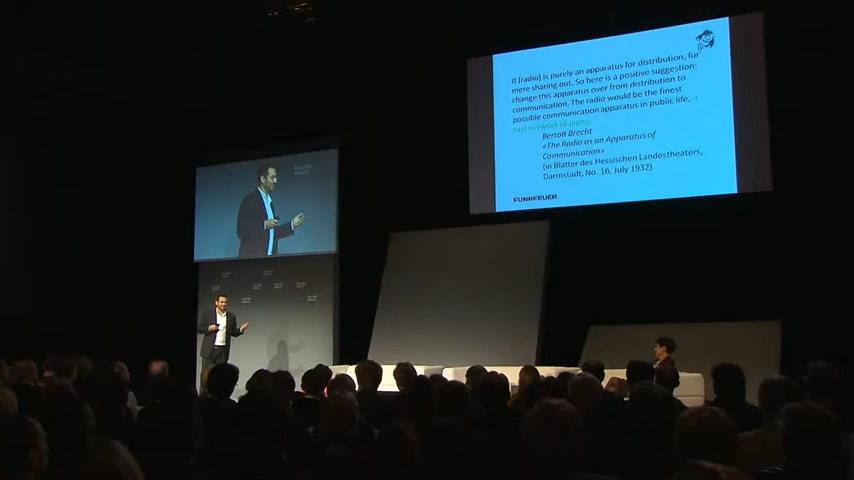 it [radio] is purely an apparatus for distribution, for
mere sharing out. So here is a positive suggestion:
change this apparatus over from distribution to
communication. The radio would be the finest
possible communication apparatus in public life, a
vast network of pipes.
Bertolt Brecht
«The Radio as an Apparatus of
Communication»
(in Blätter des Hessischen Landestheaters,
Darmstadt, No. 16, July 1932)
FUNKFEUER